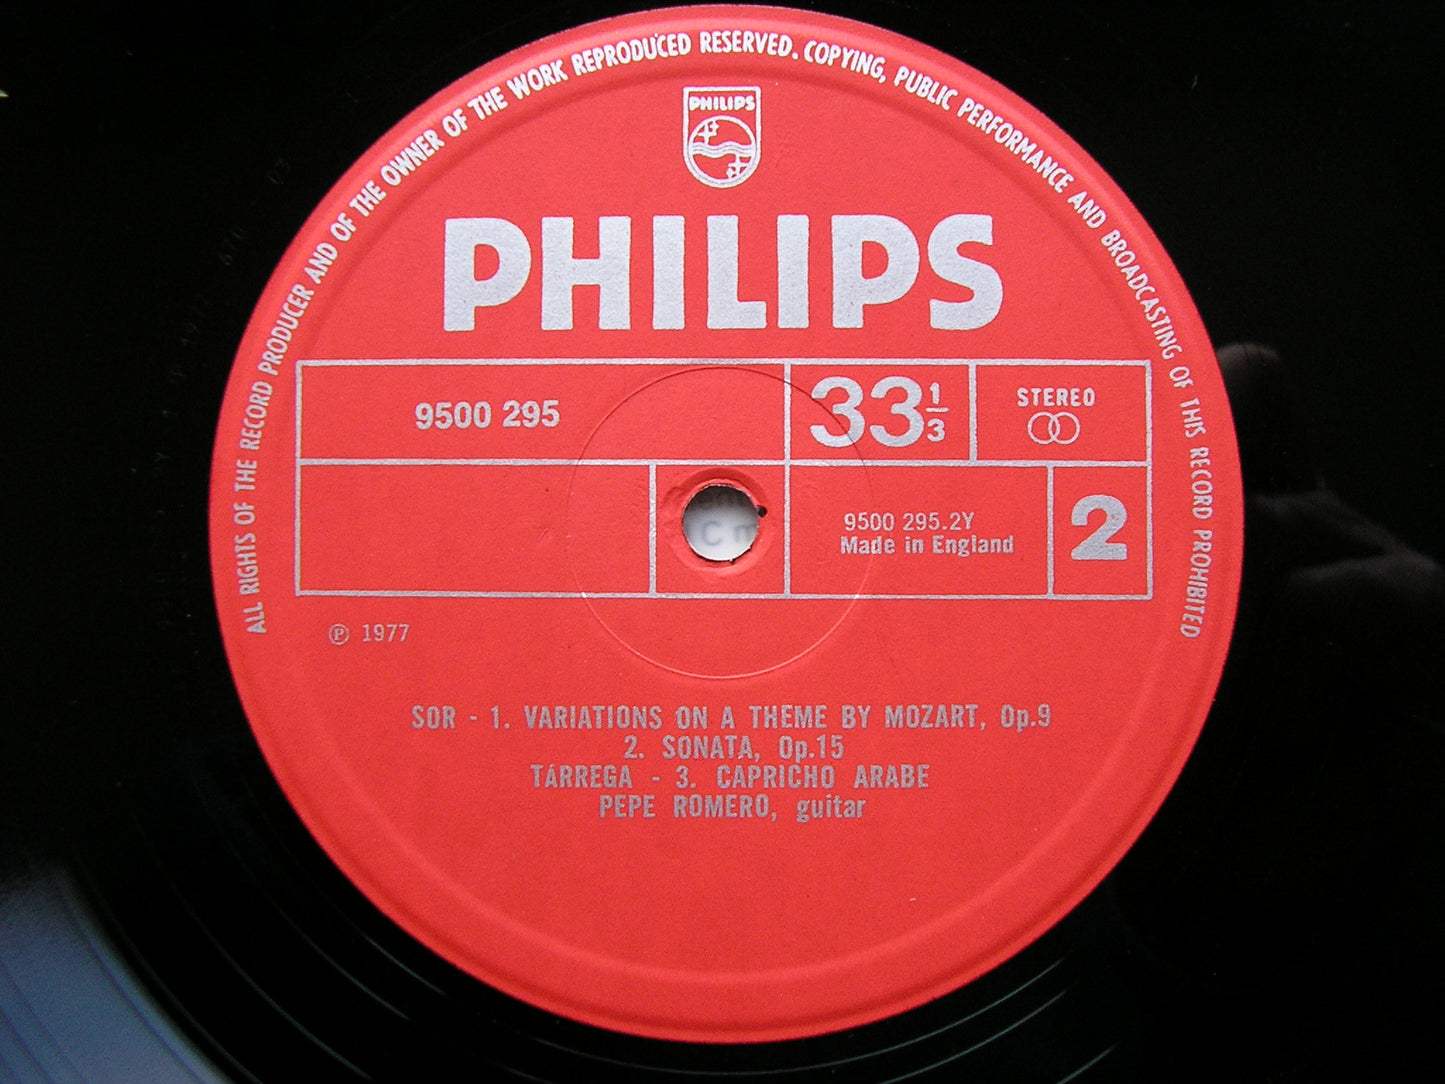 ALL RIGHTS OF THE RECORD PRODUCER AND OF THE OWNER OF THE WORK REPRODUCED RESERVED. COPYING, PUBLIC PERFORMANCE AND BROADCASTING OF THIS RECORD PROHIBITED
PHILIPS
PHILIPS
9500 295
33 1/3
STEREO
9500 295.2Y
Made in England
2
℗ 1977
SOR - 1. VARIATIONS ON A THEME BY MOZART, Op.9
2. SONATA, Op.15
TÁRREGA - 3. CAPRICHO ARABE
PEPE ROMERO, guitar